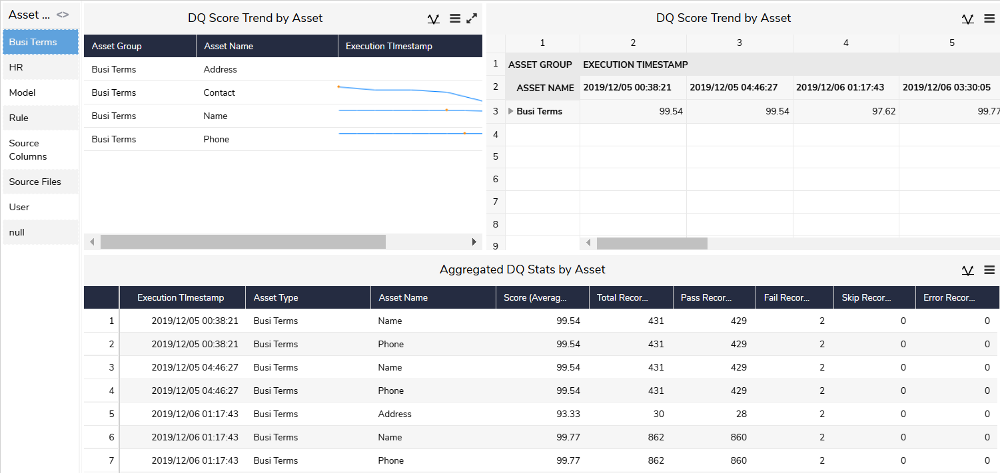 Asset ... <>
Busi Terms
HR
Model
Rule
Source
Columns
Source Files
User
null
DQ Score Trend by Asset
Asset Group Asset Name Execution TImestamp
Busi Terms Address
Busi Terms Contact
Busi Terms Name
Busi Terms Phone
DQ Score Trend by Asset
1 2 3 4 5
1 ASSET GROUP EXECUTION TIMESTAMP
2 ASSET NAME 2019/12/05 00:38:21 2019/12/05 04:46:27 2019/12/06 01:17:43 2019/12/06 03:30:05
3 Busi Terms 99.54 99.54 97.62 99.77
4
5
6
7
8
9
Aggregated DQ Stats by Asset
Execution TImestamp Asset Type Asset Name Score (Averag... Total Recor... Pass Recor... Fail Recor... Skip Recor... Error Recor...
1 2019/12/05 00:38:21 Busi Terms Name 99.54 431 429 2 0 0
2 2019/12/05 00:38:21 Busi Terms Phone 99.54 431 429 2 0 0
3 2019/12/05 04:46:27 Busi Terms Name 99.54 431 429 2 0 0
4 2019/12/05 04:46:27 Busi Terms Phone 99.54 431 429 2 0 0
5 2019/12/06 01:17:43 Busi Terms Address 93.33 30 28 2 0 0
6 2019/12/06 01:17:43 Busi Terms Name 99.77 862 860 2 0 0
7 2019/12/06 01:17:43 Busi Terms Phone 99.77 862 860 2 0 0